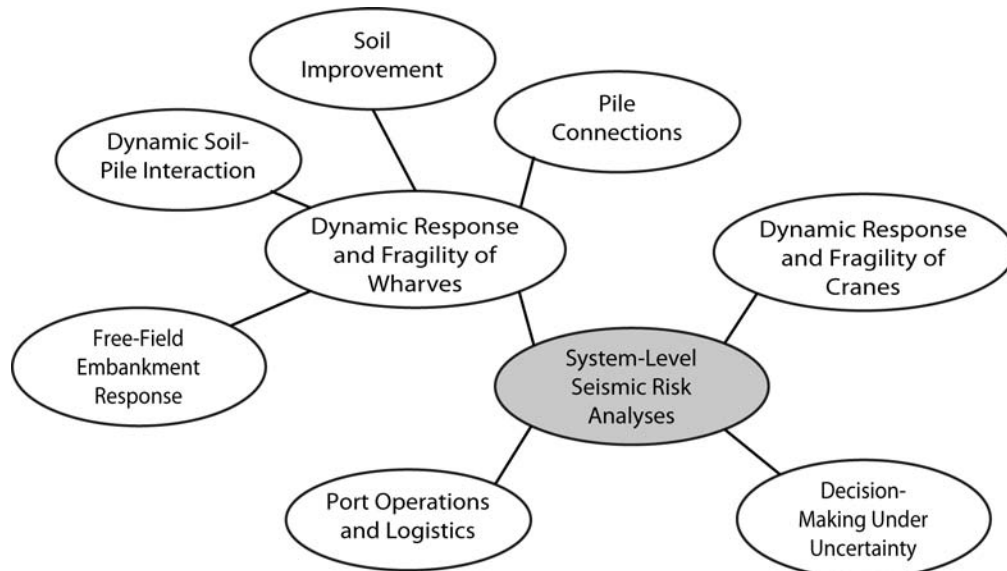 Soil
Improvement
Pile
Connections
Dynamic Soil-
Pile Interaction
Dynamic Response
and Fragility of
Wharves
Dynamic Response
and Fragility of
Cranes
Free-Field
Embankment
Response
System-Level
Seismic Risk
Analyses
Port Operations
and Logistics
Decision-
Making Under
Uncertainty